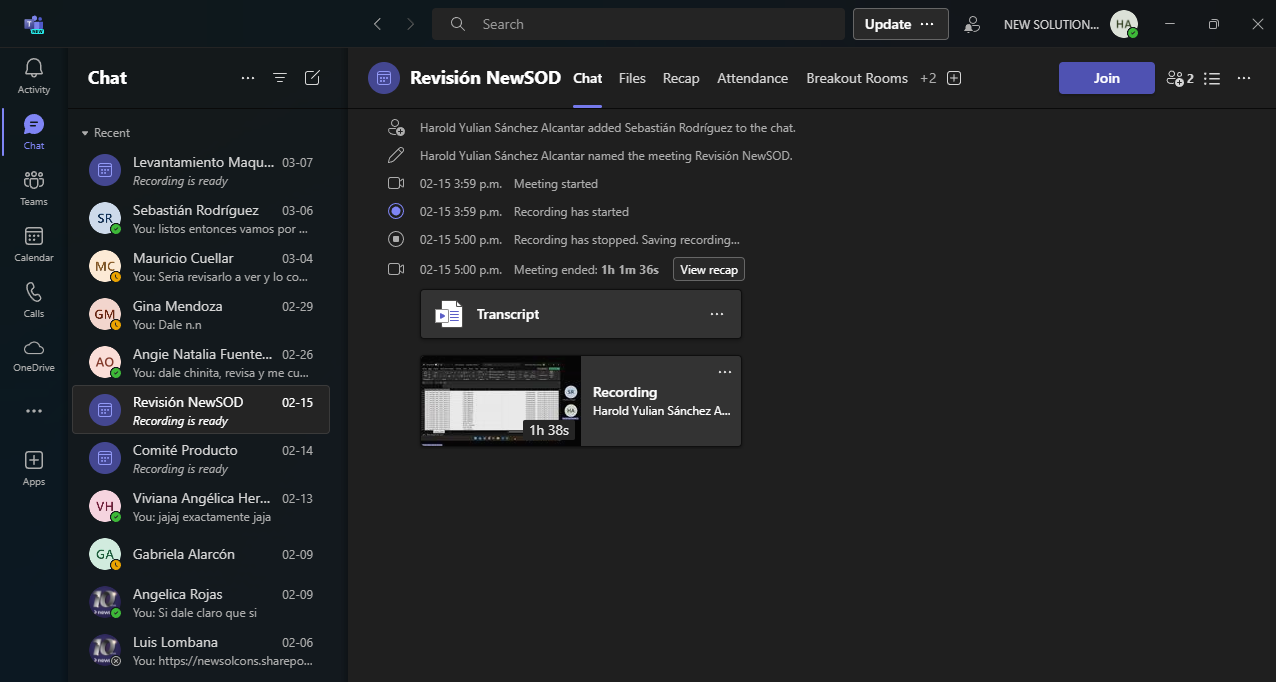 Search
Update ...
NEW SOLUTION...
HA
Activity
Chat
Teams
Calendar
Calls
OneDrive
Apps
Chat
Recent
Levantamiento Maqu... 03-07
Recording is ready
SR
Sebastián Rodríguez 03-06
You: listos entonces vamos por ...
MC
Mauricio Cuellar 03-04
You: Seria revisarlo a ver y lo co...
GM
Gina Mendoza 02-29
You: Dale n.n
AO
Angie Natalia Fuente... 02-26
You: dale chinita, revisa y me cu...
Revisión NewSOD 02-15
Recording is ready
Comité Producto 02-14
Recording is ready
VH
Viviana Angélica Her... 02-13
You: jajaj exactamente jaja
GA
Gabriela Alarcón 02-09
Angelica Rojas 02-09
You: Si dale claro que si
Luis Lombana 02-06
You: https://newsolcons.sharepo...
Revisión NewSOD Chat Files Recap Attendance Breakout Rooms +2
Join
2
Harold Yulian Sánchez Alcantar added Sebastián Rodríguez to the chat.
Harold Yulian Sánchez Alcantar named the meeting Revisión NewSOD.
02-15 3:59 p.m. Meeting started
02-15 3:59 p.m. Recording has started
02-15 5:00 p.m. Recording has stopped. Saving recording...
02-15 5:00 p.m. Meeting ended: 1h 1m 36s View recap
Transcript
SR
HA
1h 38s
Recording
Harold Yulian Sánchez A...